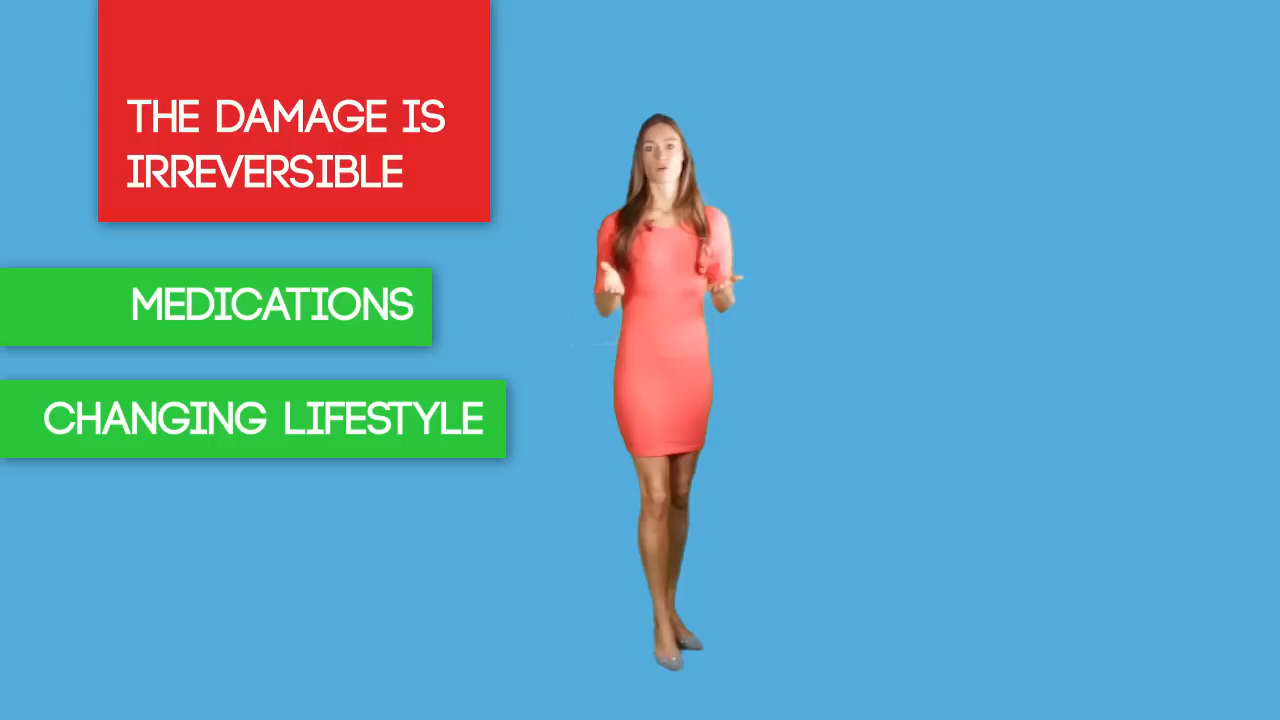 THE DAMAGE IS
IRREVERSIBLE
MEDICATIONS
CHANGING LIFESTYLE